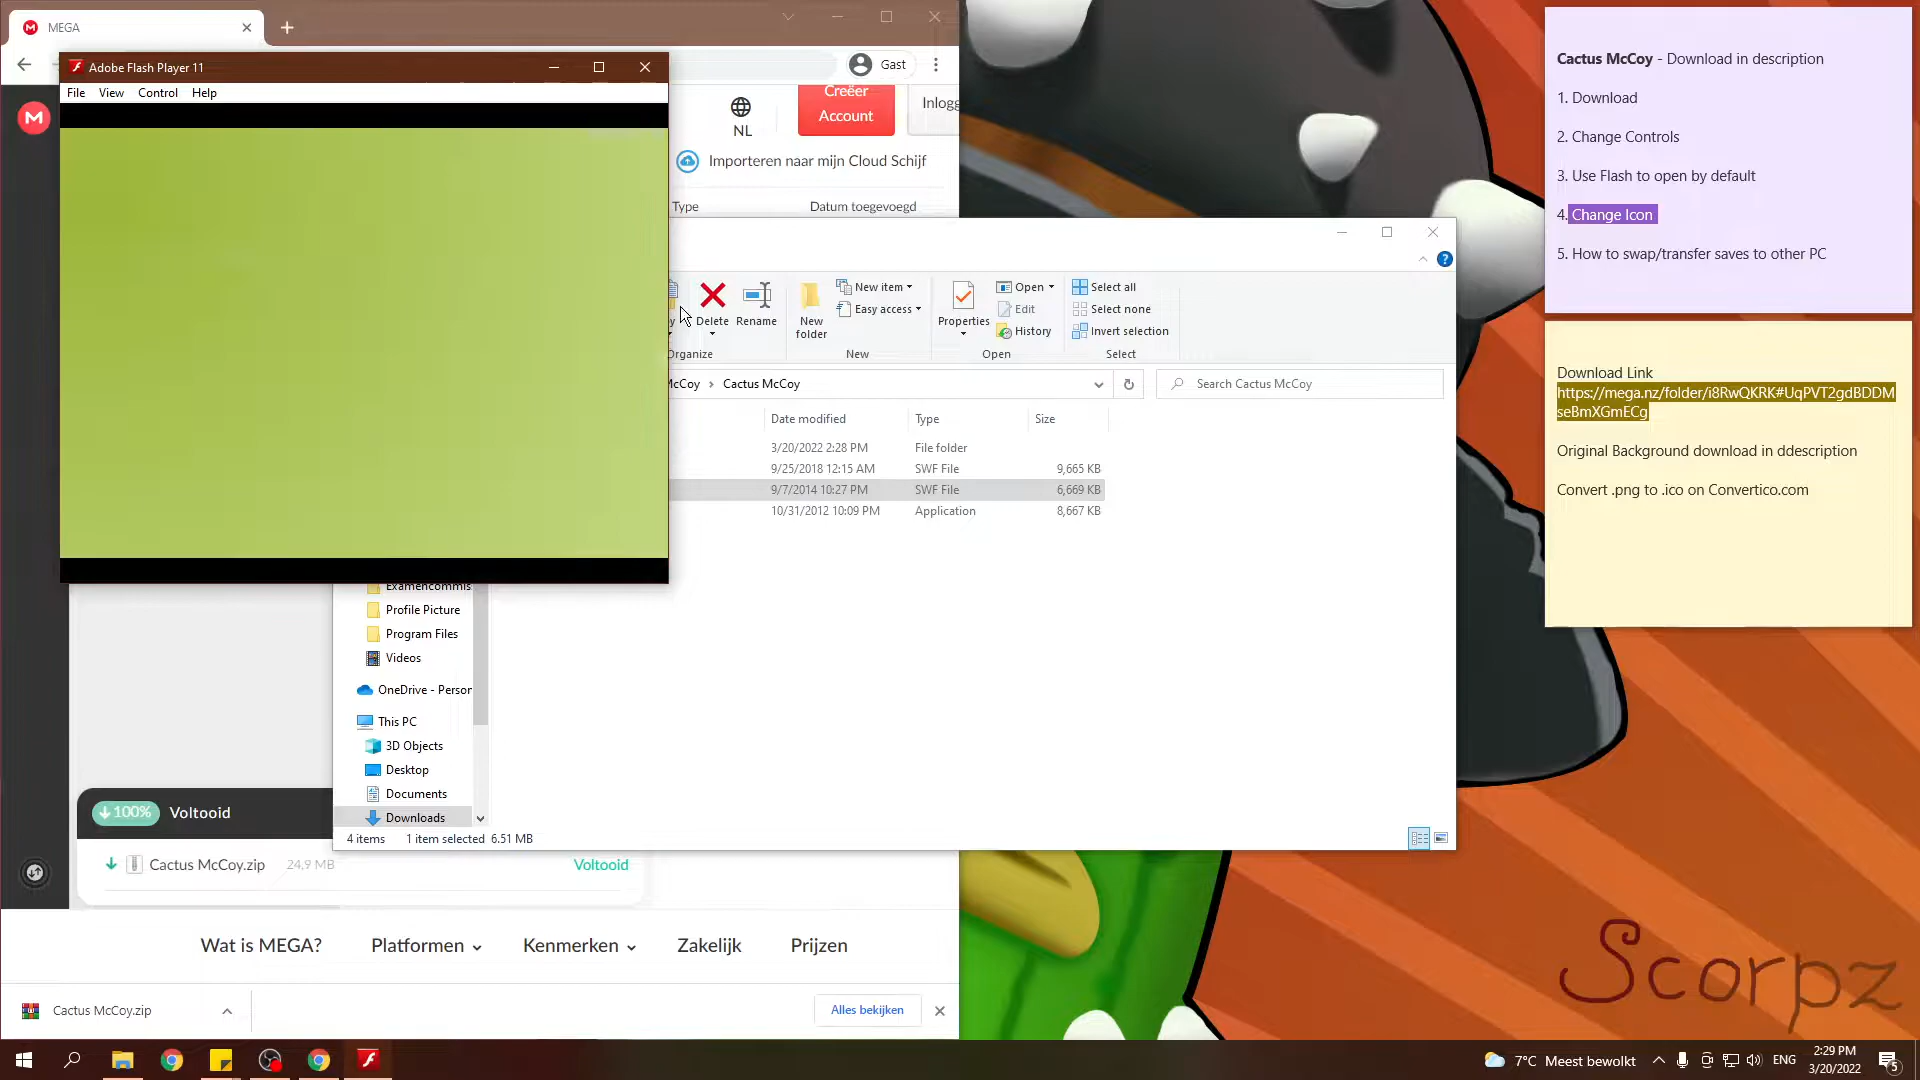 MEGA
Adobe Flash Player 11
File View Control Help
Gast
NL
Creëer
Account
Inlogg
Importeren naar mijn Cloud Schijf
Type Datum toegevoegd
Delete
Rename
New
folder
New item
Easy access
Properties
Open
Edit
History
Select all
Select none
Invert selection
Organize New Open Select
McCoy > Cactus McCoy
Search Cactus McCoy
Date modified Type Size
3/20/2022 2:28 PM File folder
9/25/2018 12:15 AM SWF File 9,665 KB
9/7/2014 10:27 PM SWF File 6,669 KB
10/31/2012 10:09 PM Application 8,667 KB
Examencommis
Profile Picture
Program Files
Videos
OneDrive - Person
This PC
3D Objects
Desktop
Documents
Downloads
4 items 1 item selected 6.51 MB
100% Voltooid
Cactus McCoy.zip 24,9 MB Voltooid
Wat is MEGA? Platformen Kenmerken Zakelijk Prijzen
Cactus McCoy.zip
Alles bekijken
Cactus McCoy - Download in description
1. Download
2. Change Controls
3. Use Flash to open by default
4. Change Icon
5. How to swap/transfer saves to other PC
Download Link
https://mega.nz/folder/i8RwQKRK#UqPVT2gdBDDM
seBmXGmECg
Original Background download in ddescription
Convert .png to .ico on Convertico.com
Scorpz
7°C Meest bewolkt
ENG
2:29 PM
3/20/2022
5